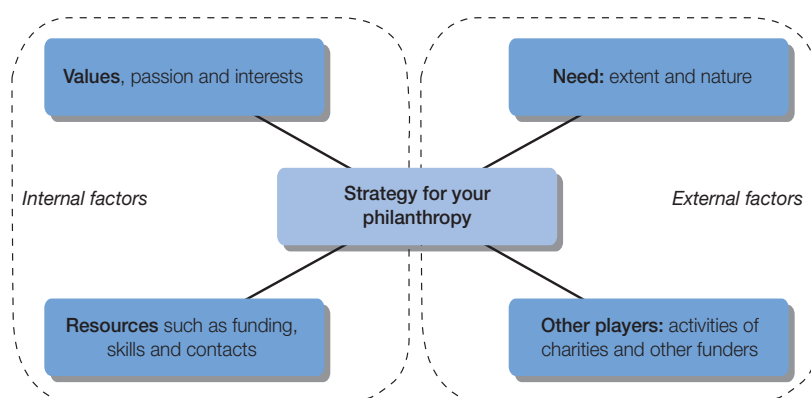 Values, passion and interests
Need: extent and nature
Internal factors
Strategy for your
philanthropy
External factors
Resources such as funding,
skills and contacts
Other players: activities of
charities and other funders